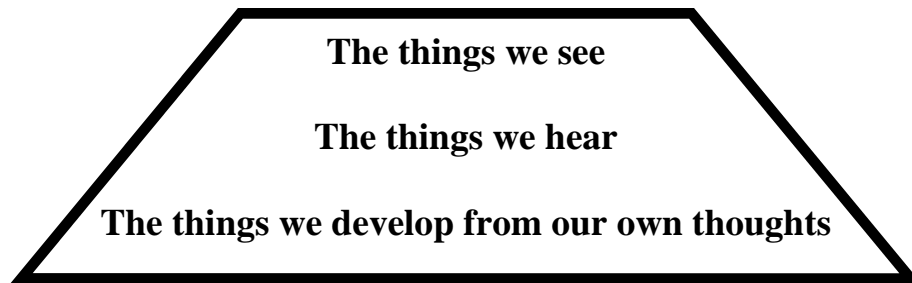 The things we see
The things we hear
The things we develop from our own thoughts